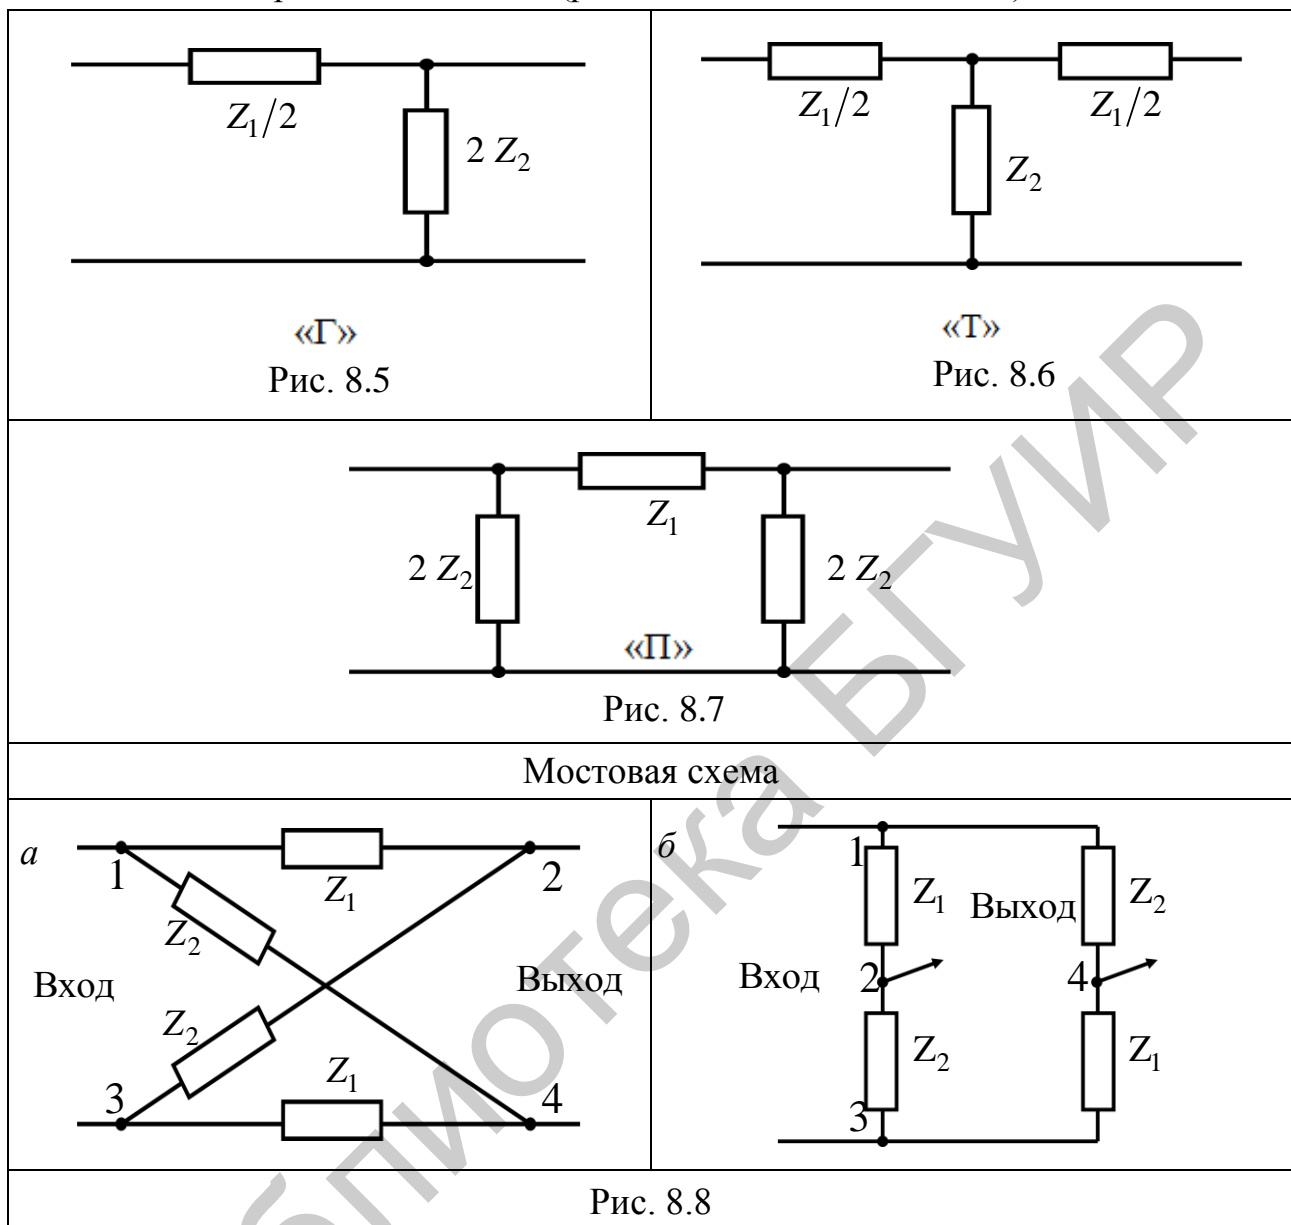 Z₁/2
2 Z₂
«Г»
Рис. 8.5
Z₁/2 Z₁/2
Z₂
«Т»
Рис. 8.6
Z₁
2 Z₂ 2 Z₂
«П»
Рис. 8.7
Мостовая схема
а
1 2
Z₁
Z₂
Вход Выход
Z₂
Z₁
3 4
б
1
Z₁ Выход Z₂
Вход 2 4
Z₂ Z₁
3
Рис. 8.8
блиотека БГУИР